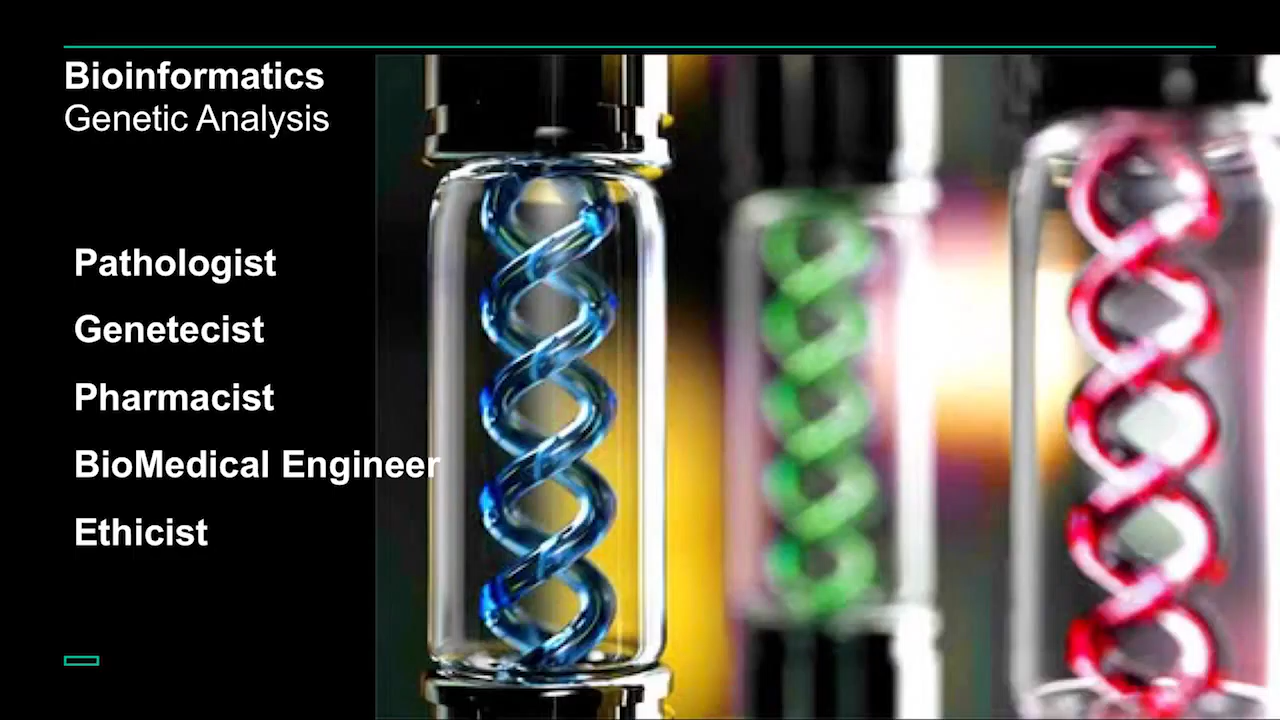 Bioinformatics
Genetic Analysis
Pathologist
Genetecist
Pharmacist
BioMedical Engineer
Ethicist